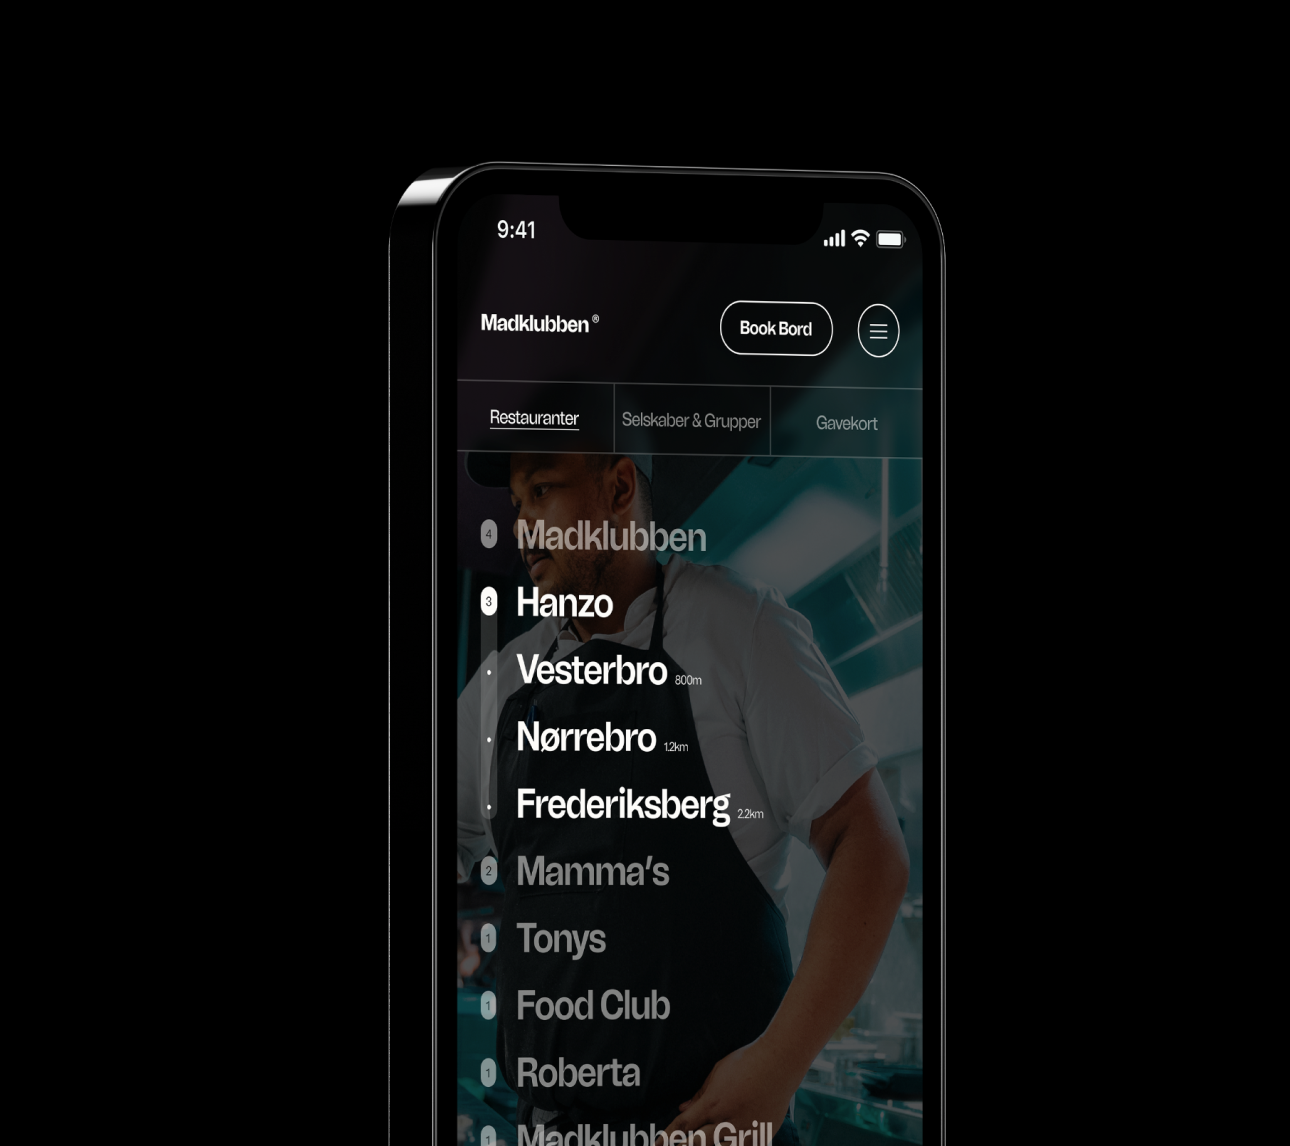 9:41
Madklubben®
Book Bord
Restauranter
Selskaber & Grupper
Gavekort
4 Madklubben
3 Hanzo
Vesterbro 800m
Nørrebro 1.2km
Frederiksberg 2.2km
2 Mamma’s
1 Tonys
1 Food Club
1 Roberta
1 Madklubben Grill